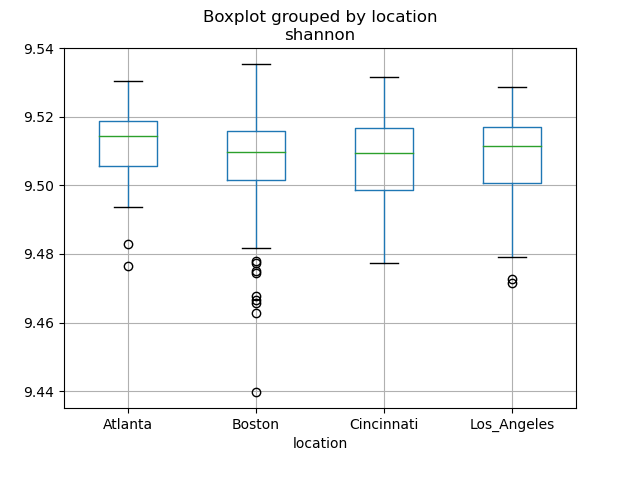 Boxplot grouped by location
shannon
9.54
9.52
9.50
9.48
9.46
9.44
Atlanta
Boston
Cincinnati
Los_Angeles
location